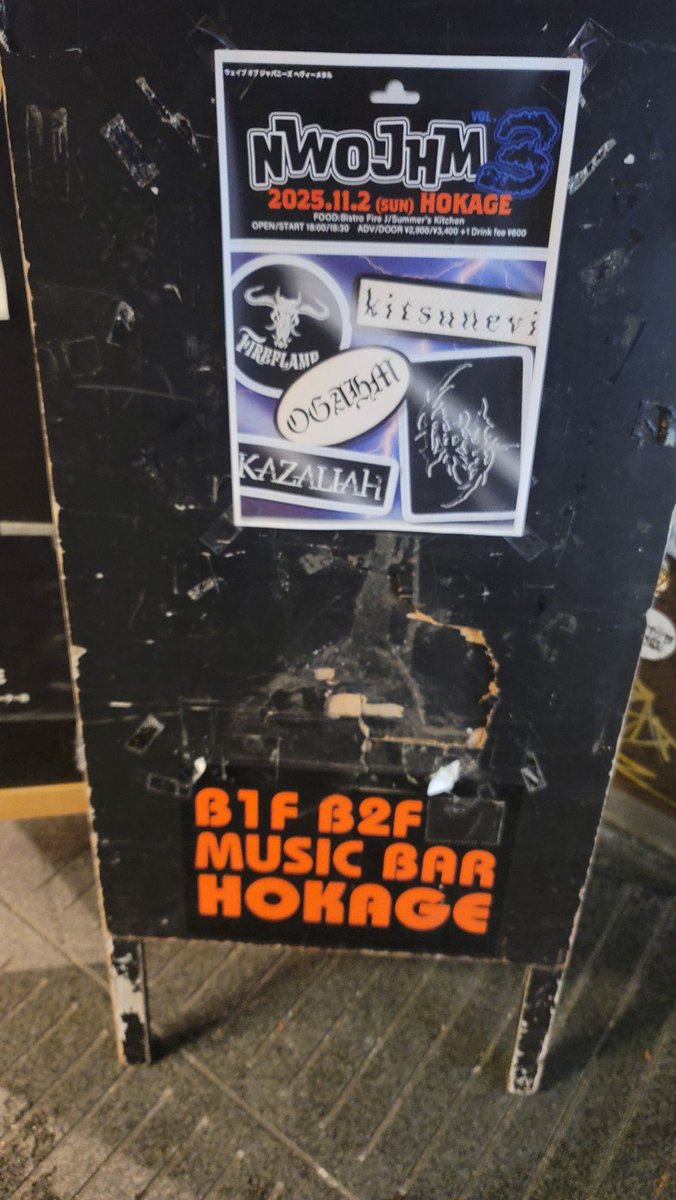 ウェイブ オブ ジャパニーズ ヘヴィーメタル
NWOJHM VOL. 3
2025.11.2 (SUN) HOKAGE
FOOD:Bistro Fire J/Summer's Kitchen
OPEN/START 18:00/18:30 ADV/DOOR ¥2,900/¥3,400 +1 Drink fee ¥600
FIREFLAME
kitsunevi
OGAHM
KAZALIAH
B1F B2F
MUSIC BAR
HOKAGE